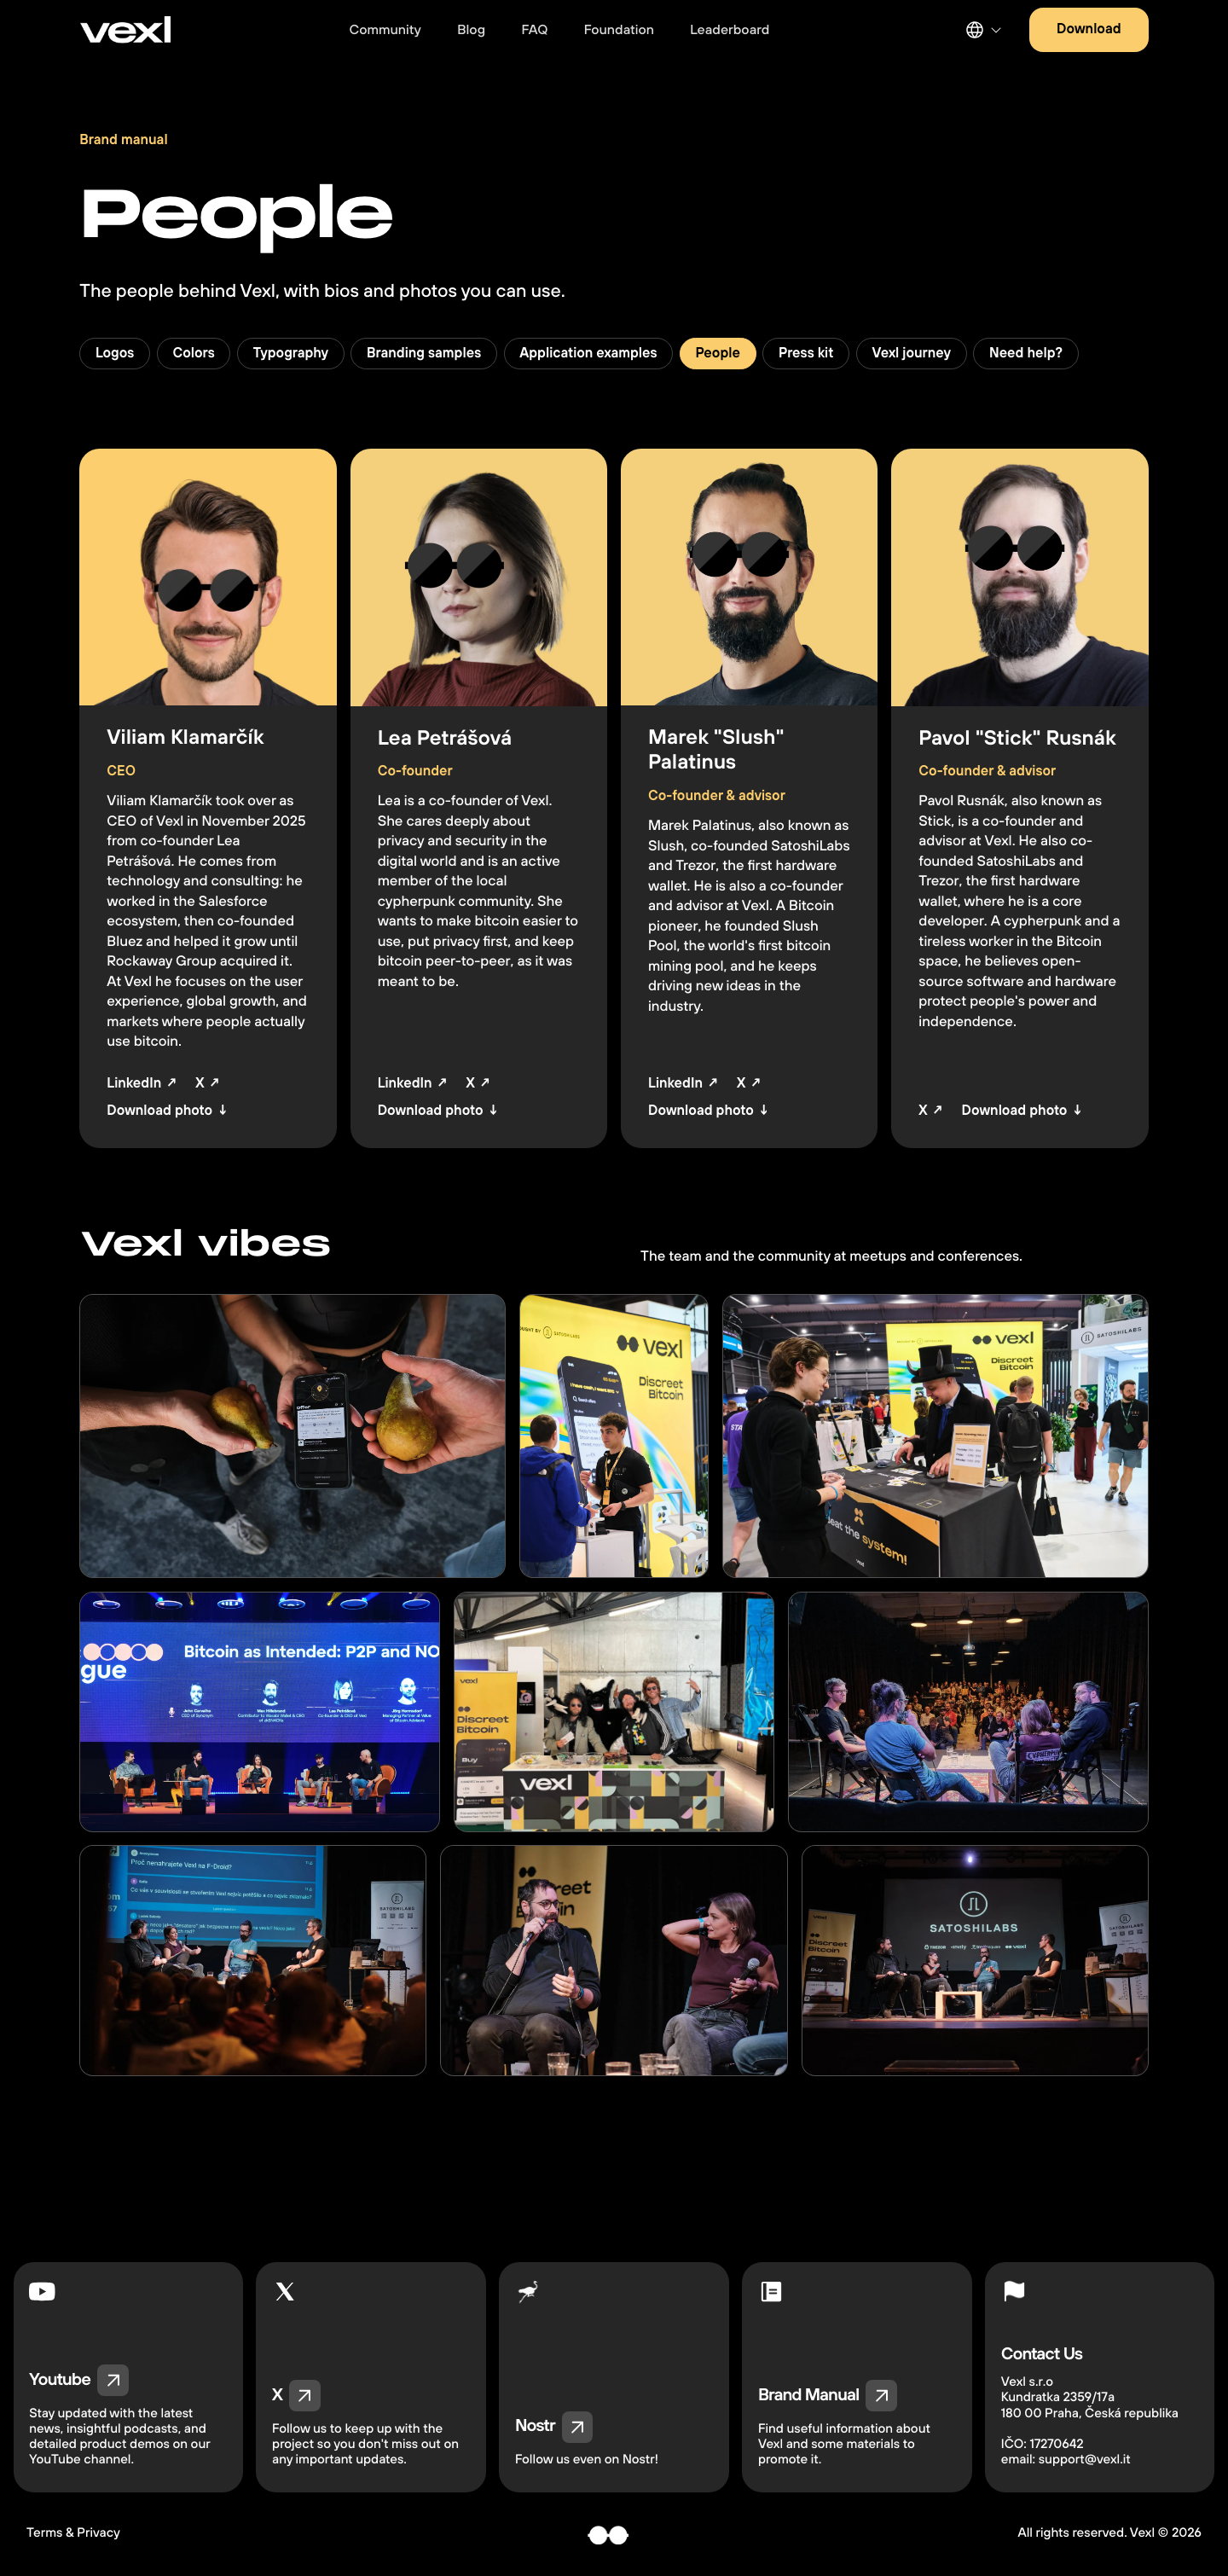 vexl
Community Blog FAQ Foundation Leaderboard
Download
Brand manual
People
The people behind Vexl, with bios and photos you can use.
Logos Colors Typography Branding samples Application examples People Press kit Vexl journey Need help?
Viliam Klamarčík
CEO
Viliam Klamarčík took over as
CEO of Vexl in November 2025
from co-founder Lea
Petrášová. He comes from
technology and consulting: he
worked in the Salesforce
ecosystem, then co-founded
Bluez and helped it grow until
Rockaway Group acquired it.
At Vexl he focuses on the user
experience, global growth, and
markets where people actually
use bitcoin.
LinkedIn ↗ X ↗
Download photo ↓
Lea Petrášová
Co-founder
Lea is a co-founder of Vexl.
She cares deeply about
privacy and security in the
digital world and is an active
member of the local
cypherpunk community. She
wants to make bitcoin easier to
use, put privacy first, and keep
bitcoin peer-to-peer, as it was
meant to be.
LinkedIn ↗ X ↗
Download photo ↓
Marek "Slush"
Palatinus
Co-founder & advisor
Marek Palatinus, also known as
Slush, co-founded SatoshiLabs
and Trezor, the first hardware
wallet. He is also a co-founder
and advisor at Vexl. A Bitcoin
pioneer, he founded Slush
Pool, the world's first bitcoin
mining pool, and he keeps
driving new ideas in the
industry.
LinkedIn ↗ X ↗
Download photo ↓
Pavol "Stick" Rusnák
Co-founder & advisor
Pavol Rusnák, also known as
Stick, is a co-founder and
advisor at Vexl. He also co-
founded SatoshiLabs and
Trezor, the first hardware
wallet, where he is a core
developer. A cypherpunk and a
tireless worker in the Bitcoin
space, he believes open-
source software and hardware
protect people's power and
independence.
X ↗ Download photo ↓
Vexl vibes
The team and the community at meetups and conferences.
offer
SATOSHILABS
vexl
Discreet
Bitcoin
vexl
Discreet
Bitcoin
SATOSHILABS
eat the system!
gue
Bitcoin as Intended: P2P and NO
vexl
Discreet
Bitcoin
Buy
vexl
Proč nenahrajete Vexl na F-Droid?
SATOSHILABS
SATOSHILABS
Discreet
Bitcoin
Buy
Youtube
Stay updated with the latest
news, insightful podcasts, and
detailed product demos on our
YouTube channel.
X
Follow us to keep up with the
project so you don't miss out on
any important updates.
Nostr
Follow us even on Nostr!
Brand Manual
Find useful information about
Vexl and some materials to
promote it.
Contact Us
Vexl s.r.o
Kundratka 2359/17a
180 00 Praha, Česká republika
IČO: 17270642
email: support@vexl.it
Terms & Privacy
All rights reserved. Vexl © 2026